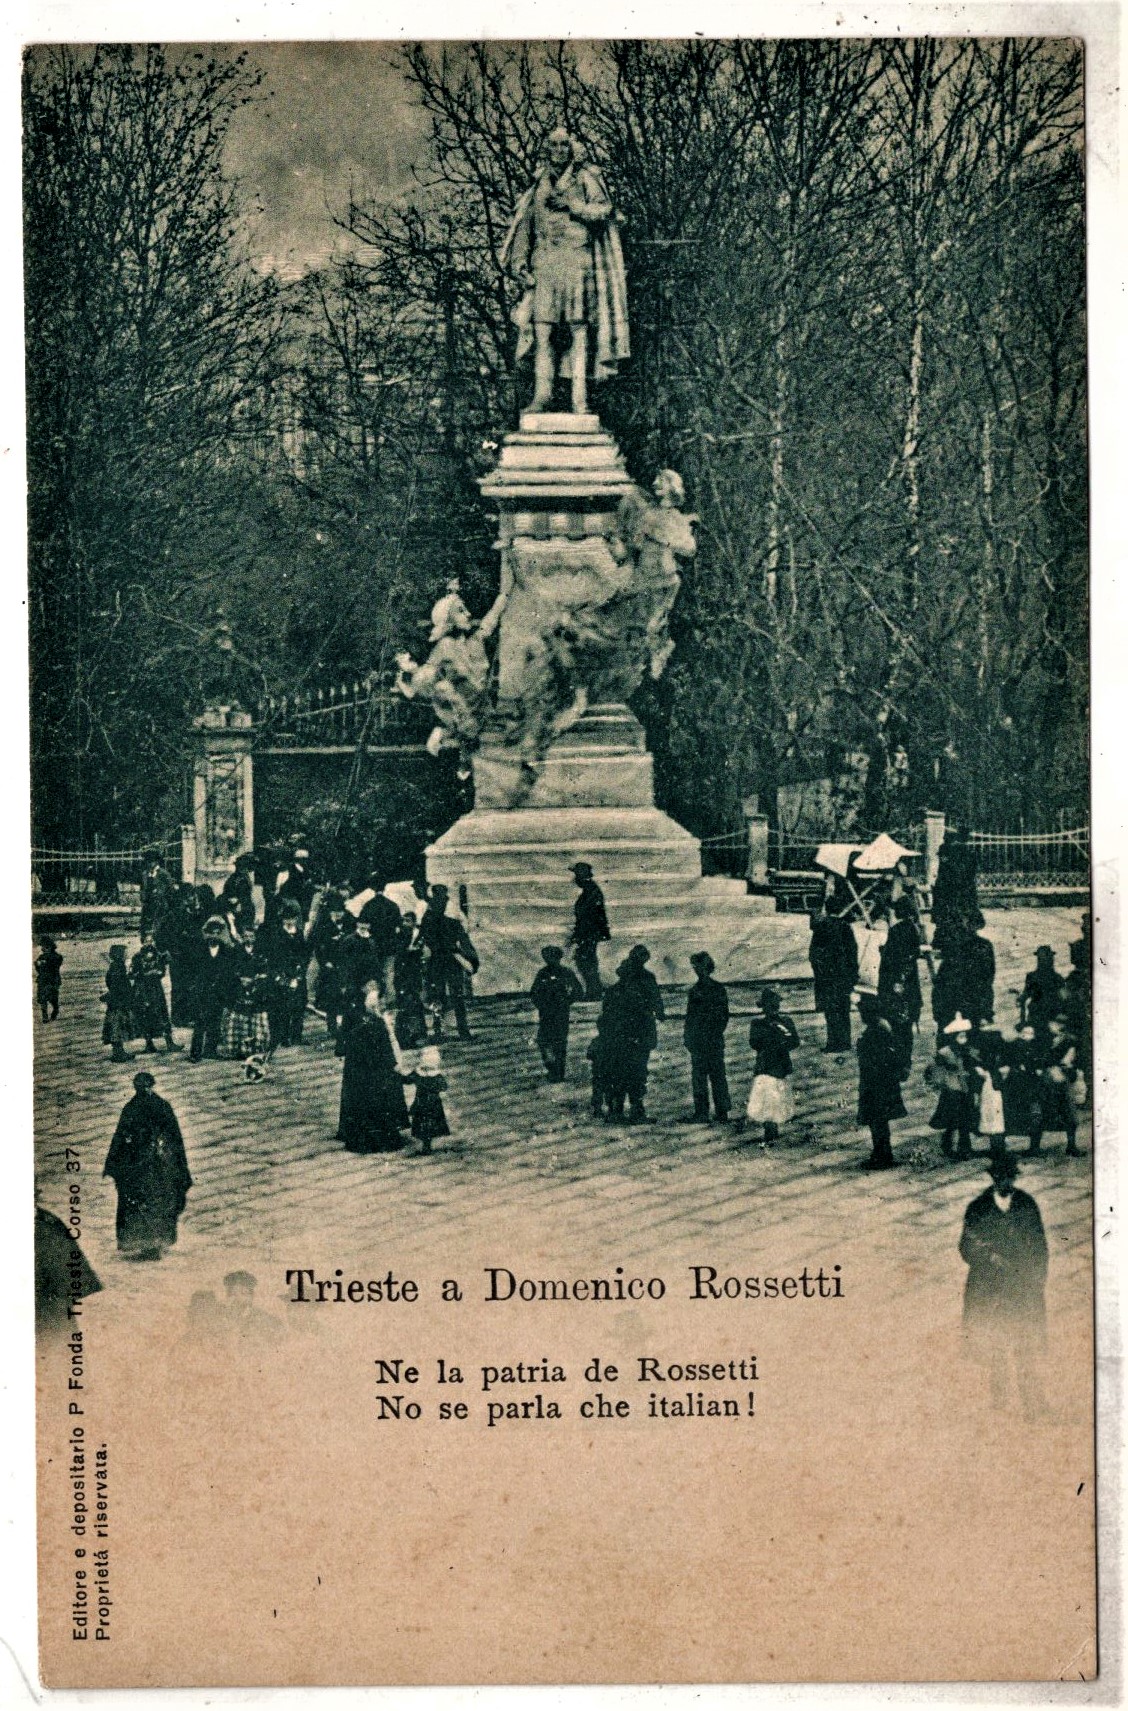 Trieste a Domenico Rossetti
Ne la patria de Rossetti
No se parla che italian!
Editore e depositario P Fonda Trieste Corso 37
Proprietá riservata.